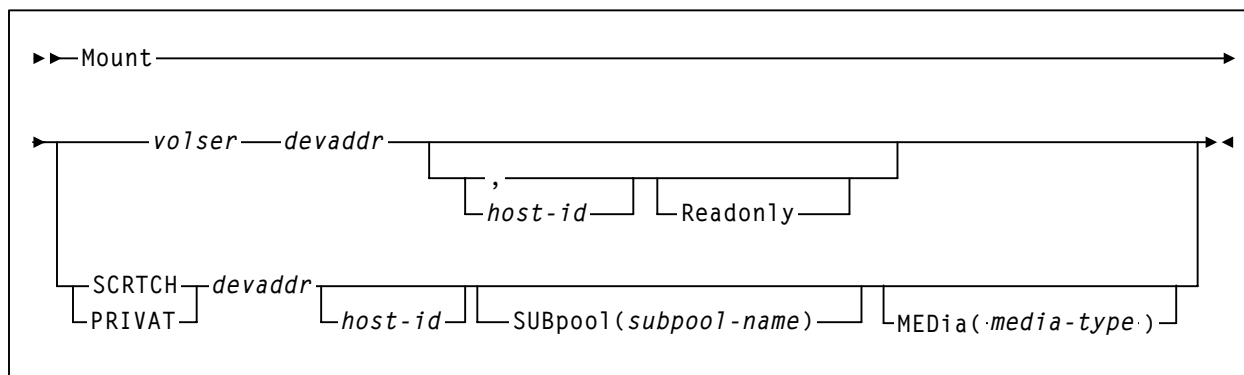 Mount
volser devaddr
,
host-id Readonly
SCRTCH devaddr
PRIVAT host-id SUBpool(subpool-name) MEDia(media-type)